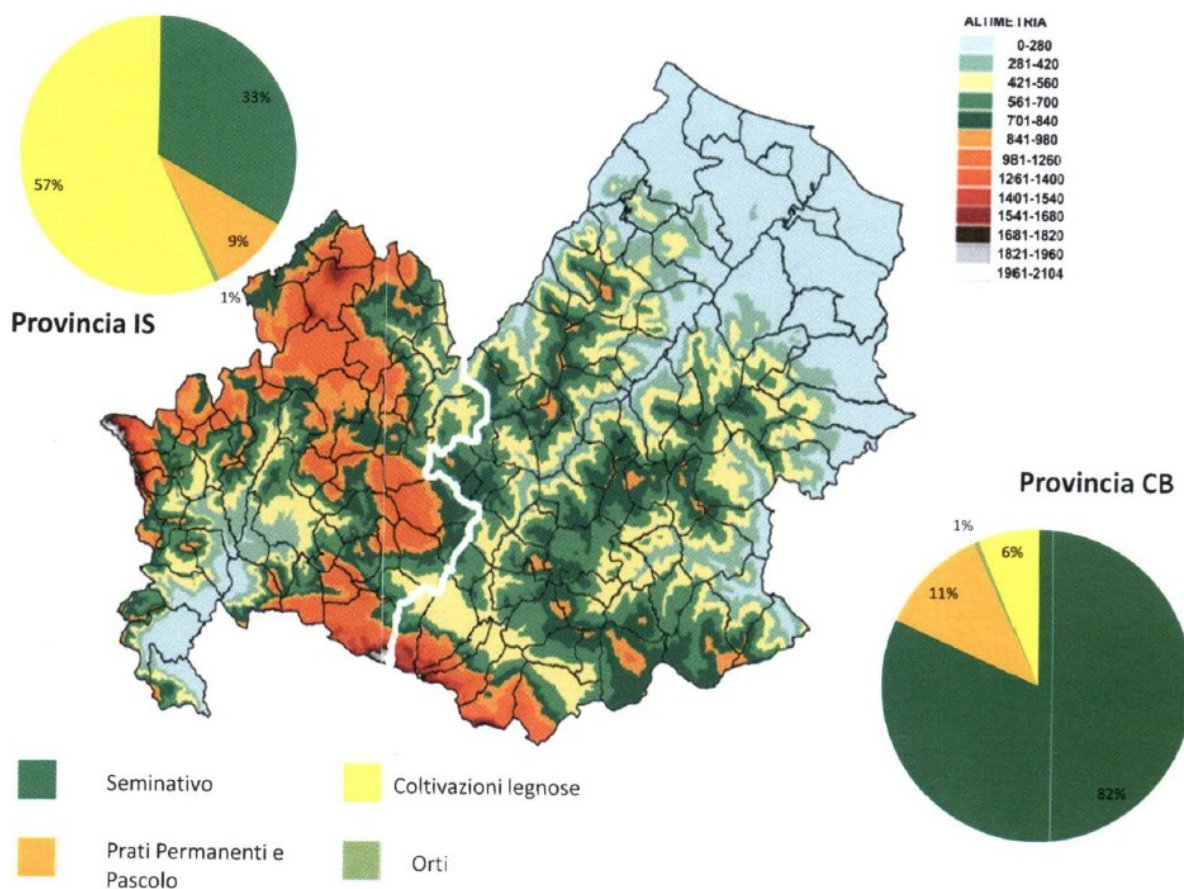 ALTIMETRIA
0-280
281-420
421-560
561-700
701-840
841-980
981-1260
1261-1400
1401-1540
1541-1680
1681-1820
1821-1960
1961-2104
33%
57%
9%
1%
Provincia IS
Provincia CB
1%
6%
11%
82%
Seminativo
Coltivazioni legnose
Prati Permanenti e
Pascolo
Orti